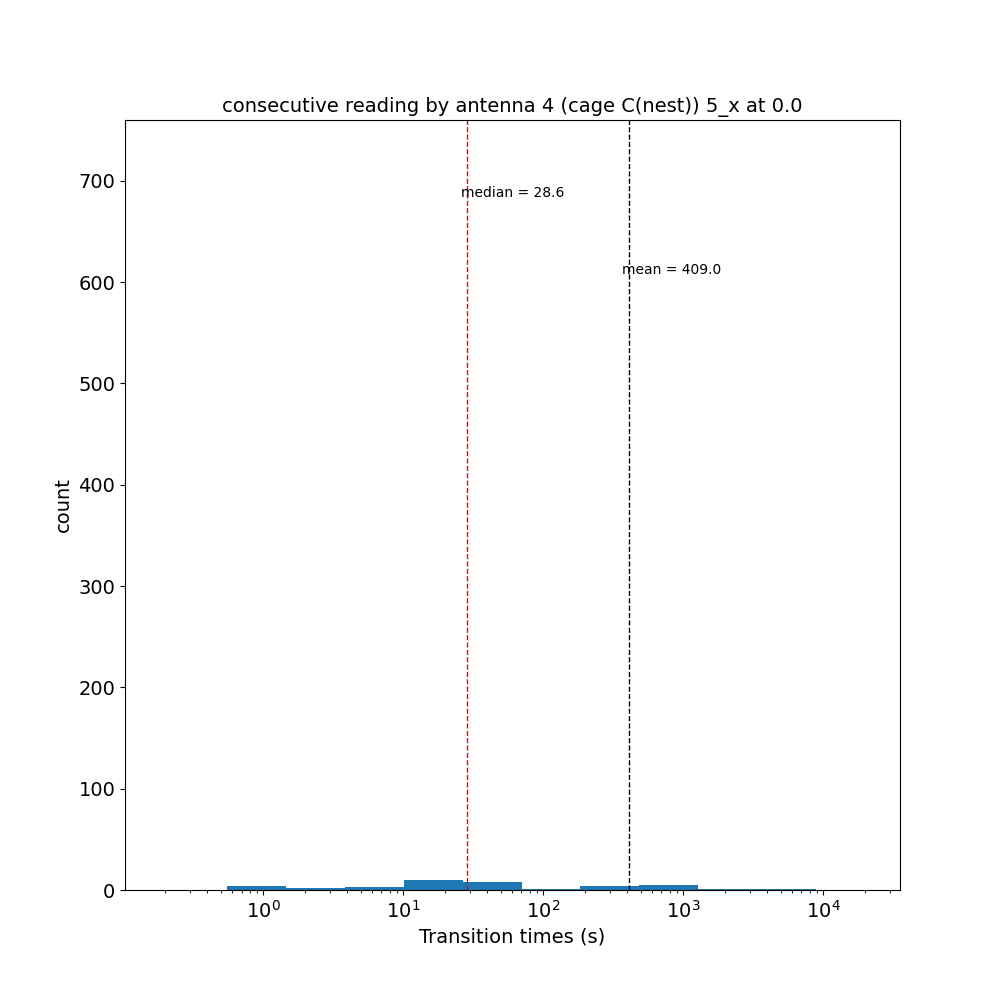 consecutive reading by antenna 4 (cage C(nest)) 5_x at 0.0
700
median = 28.6
mean = 409.0
600
500
400
300
200
100
0
count
10^0
10^1
10^2
10^3
10^4
Transition times (s)